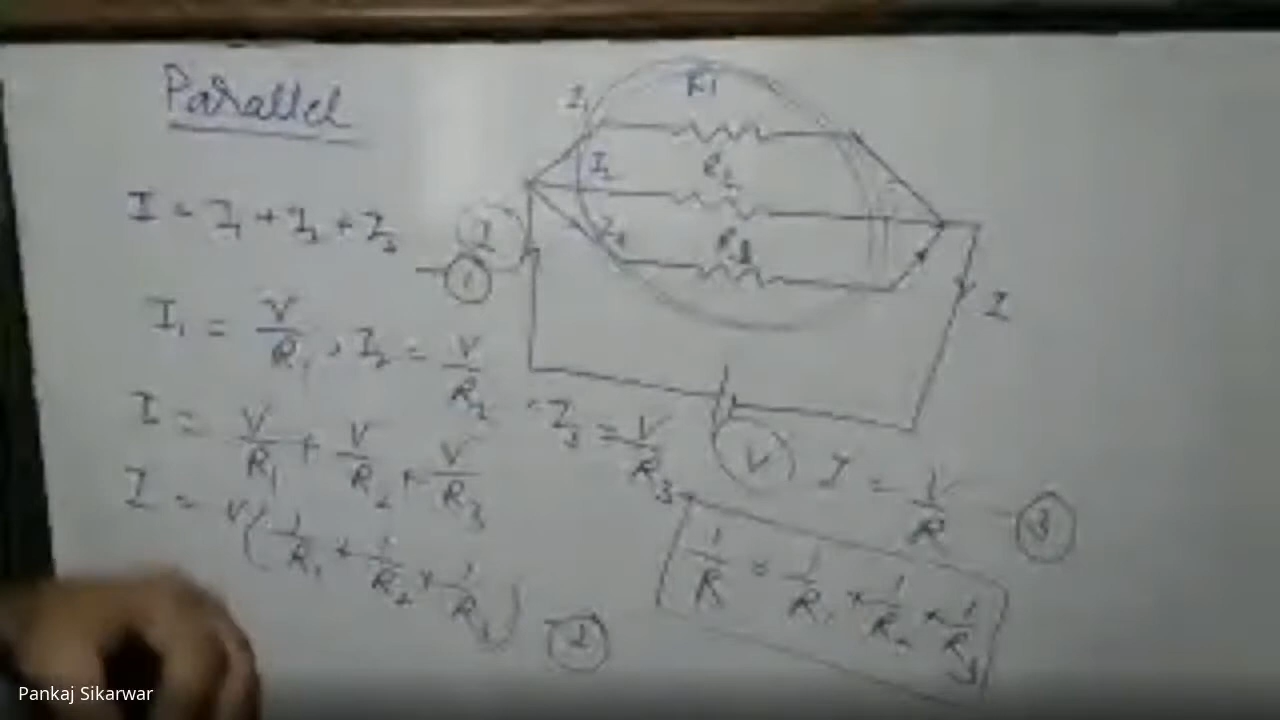 Parallel
I = I₁ + I₂ + I₃
①
I₁ = V/R₁ , I₂ = V/R₂ , I₃ = V/R₃
I = V/R₁ + V/R₂ + V/R₃
I = V(1/R₁ + 1/R₂ + 1/R₃)
②
I₁
R₁
I₂
R₂
I₃
R₃
I
I
V
I = V/R — ③
1/R = 1/R₁ + 1/R₂ + 1/R₃
Pankaj Sikarwar